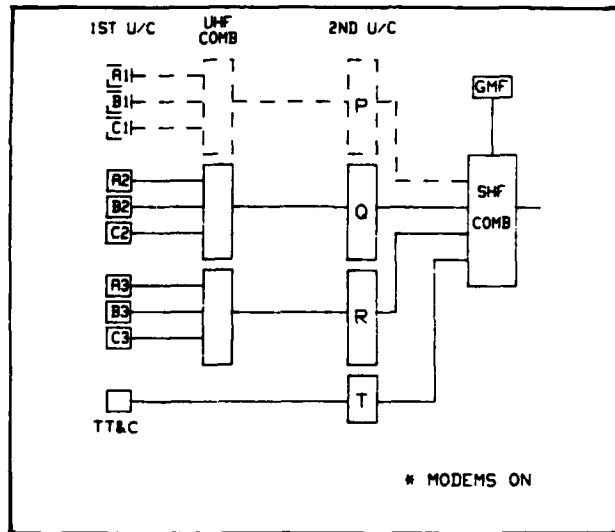 1ST U/C
UHF
COMB
2ND U/C
A1
B1
C1
P
GMF
A2
B2
C2
Q
SHF
COMB
A3
B3
C3
R
TT&C
T
* MODEMS ON